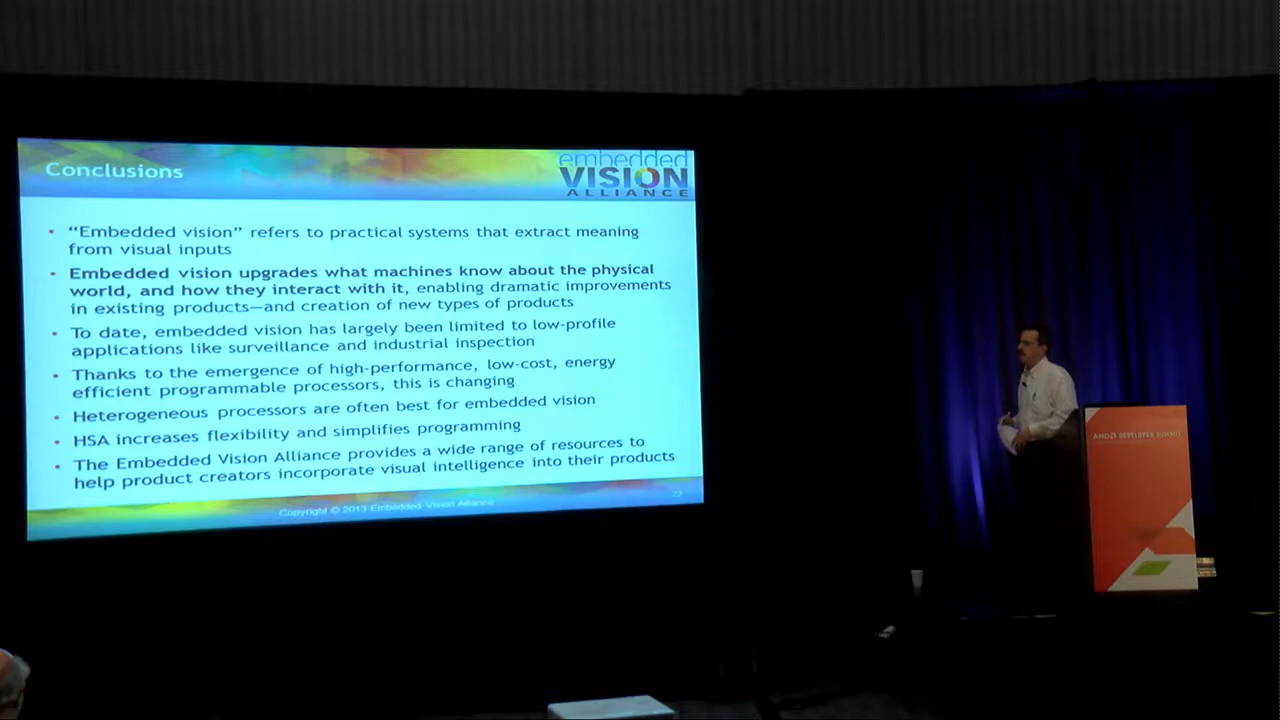 Conclusions
embedded
VISION
ALLIANCE
• “Embedded vision” refers to practical systems that extract meaning
from visual inputs
• Embedded vision upgrades what machines know about the physical
world, and how they interact with it, enabling dramatic improvements
in existing products—and creation of new types of products
• To date, embedded vision has largely been limited to low-profile
applications like surveillance and industrial inspection
• Thanks to the emergence of high-performance, low-cost, energy
efficient programmable processors, this is changing
• Heterogeneous processors are often best for embedded vision
• HSA increases flexibility and simplifies programming
• The Embedded Vision Alliance provides a wide range of resources to
help product creators incorporate visual intelligence into their products
Copyright © 2013 Embedded Vision Alliance
22
DEVELOPER SUMMIT